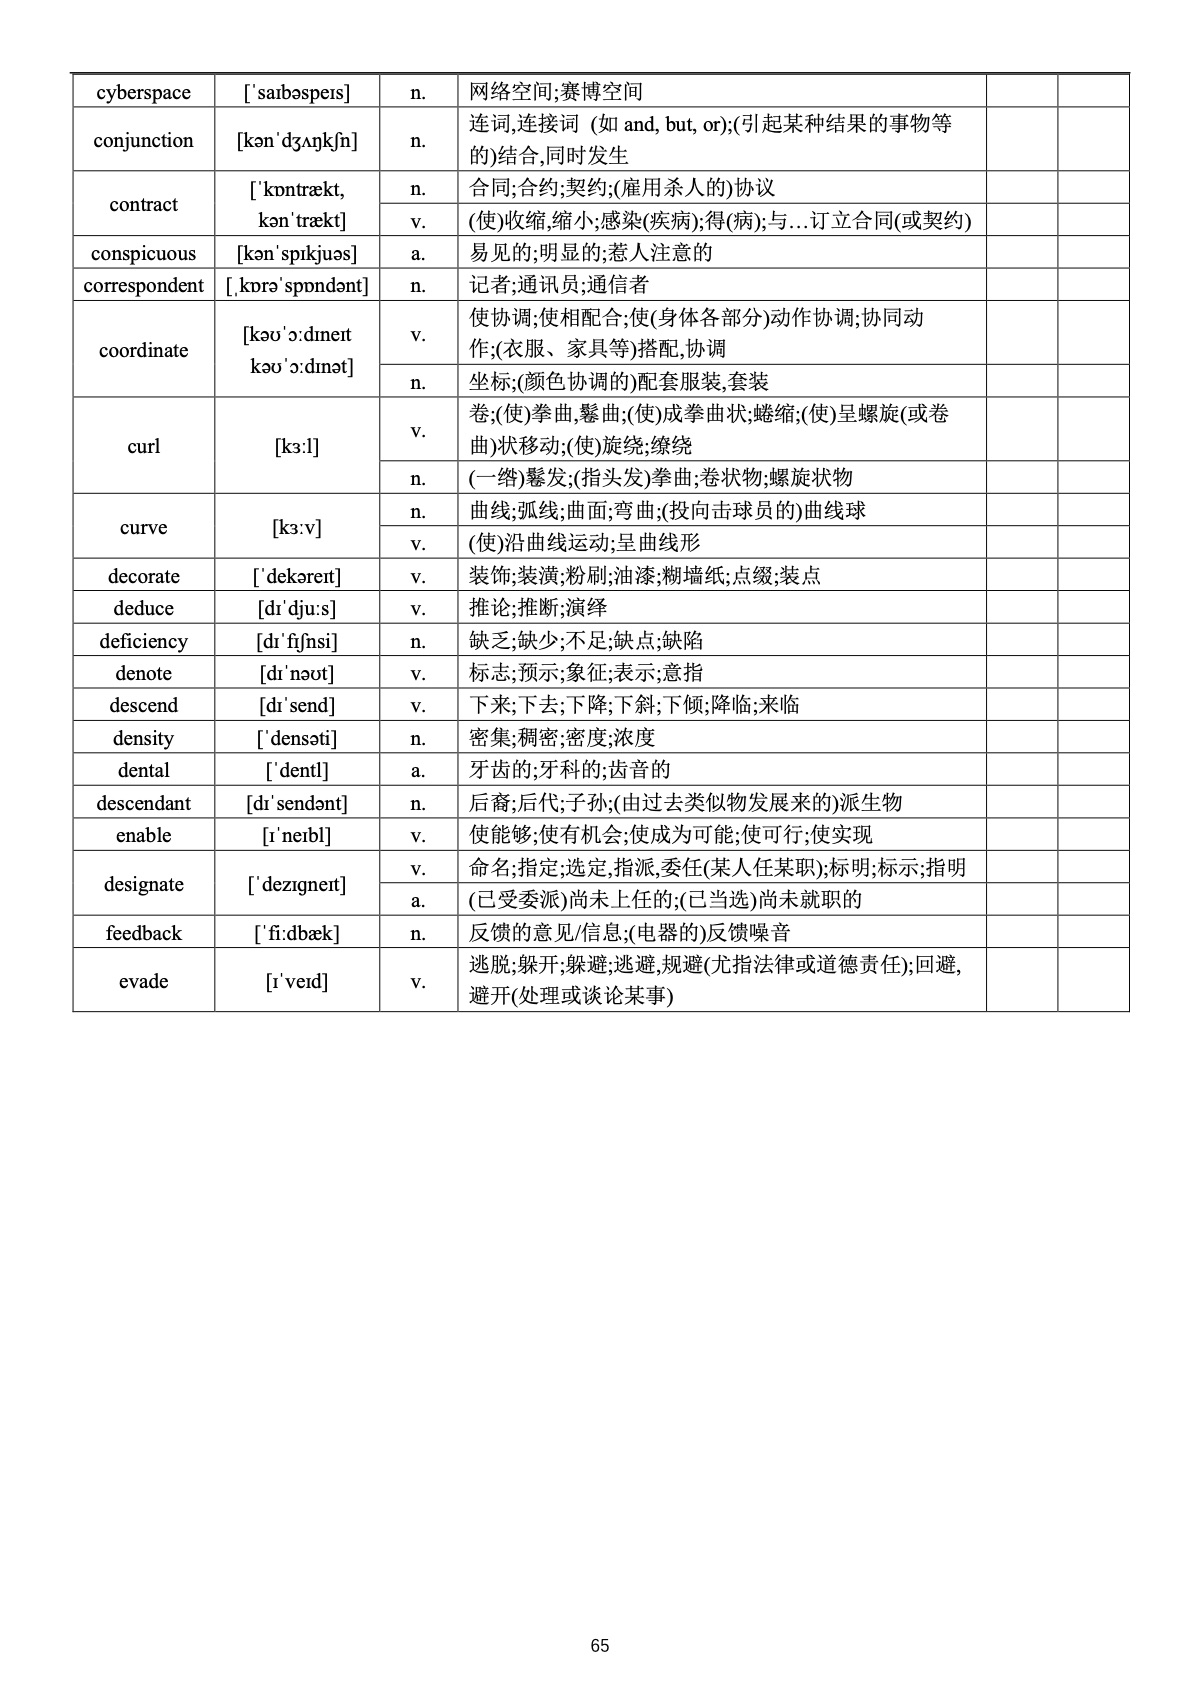 cyberspace [ˈsaɪbəspeɪs] n. 网络空间;赛博空间
conjunction [kənˈdʒʌŋkʃn] n. 连词,连接词 (如 and, but, or);(引起某种结果的事物等
的)结合,同时发生
contract [ˈkɒntrækt, n. 合同;合约;契约;(雇用杀人的)协议
kənˈtrækt] v. (使)收缩,缩小;感染(疾病);得(病);与…订立合同(或契约)
conspicuous [kənˈspɪkjuəs] a. 易见的;明显的;惹人注意的
correspondent [ˌkɒrəˈspɒndənt] n. 记者;通讯员;通信者
coordinate [kəʊˈɔːdɪneɪt v. 使协调;使相配合;使(身体各部分)动作协调;协同动
作;(衣服、家具等)搭配,协调
kəʊˈɔːdɪnət] n. 坐标;(颜色协调的)配套服装,套装
curl [kɜːl] v. 卷;(使)拳曲,鬈曲;(使)成拳曲状;蜷缩;(使)呈螺旋(或卷
曲)状移动;(使)旋绕;缭绕
n. (一绺)鬈发;(指头发)拳曲;卷状物;螺旋状物
curve [kɜːv] n. 曲线;弧线;曲面;弯曲;(投向击球员的)曲线球
v. (使)沿曲线运动;呈曲线形
decorate [ˈdekəreɪt] v. 装饰;装潢;粉刷;油漆;糊墙纸;点缀;装点
deduce [dɪˈdjuːs] v. 推论;推断;演绎
deficiency [dɪˈfɪʃnsi] n. 缺乏;缺少;不足;缺点;缺陷
denote [dɪˈnəʊt] v. 标志;预示;象征;表示;意指
descend [dɪˈsend] v. 下来;下去;下降;下斜;下倾;降临;来临
density [ˈdensəti] n. 密集;稠密;密度;浓度
dental [ˈdentl] a. 牙齿的;牙科的;齿音的
descendant [dɪˈsendənt] n. 后裔;后代;子孙;(由过去类似物发展来的)派生物
enable [ɪˈneɪbl] v. 使能够;使有机会;使成为可能;使可行;使实现
designate [ˈdezɪɡneɪt] v. 命名;指定;选定,指派,委任(某人任某职);标明;标示;指明
a. (已受委派)尚未上任的;(已当选)尚未就职的
feedback [ˈfiːdbæk] n. 反馈的意见/信息;(电器的)反馈噪音
evade [ɪˈveɪd] v. 逃脱;躲开;躲避;逃避,规避(尤指法律或道德责任);回避,
避开(处理或谈论某事)
65